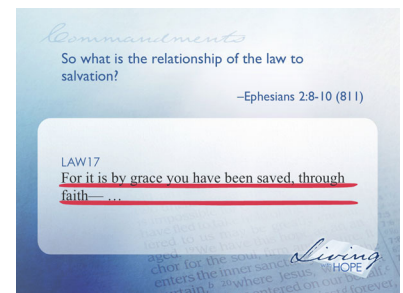 Commandments
So what is the relationship of the law to
salvation?
–Ephesians 2:8-10 (811)
LAW17
For it is by grace you have been saved, through
faith— …
Living
HOPE